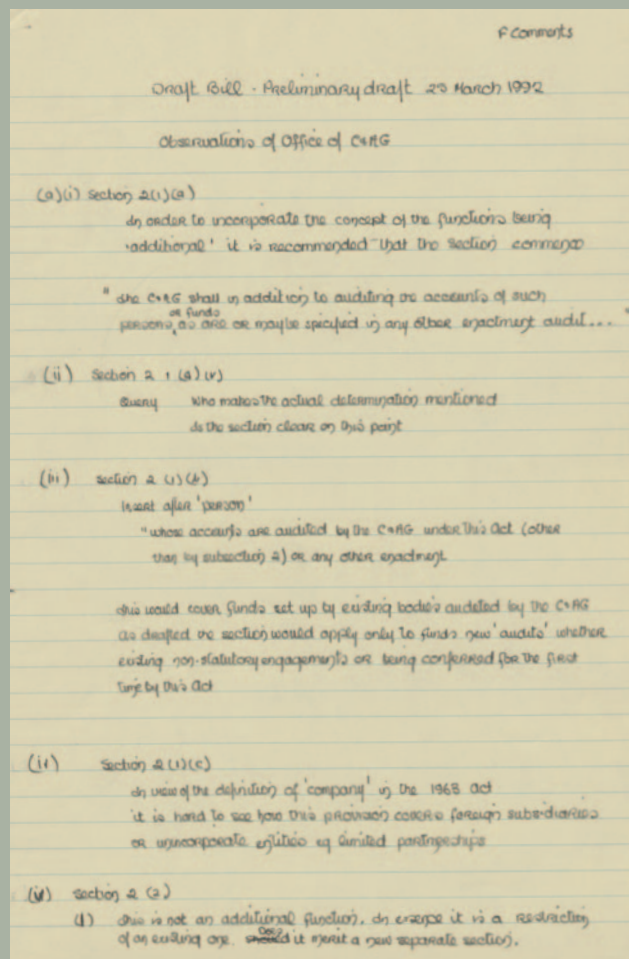 F Comments
Draft Bill - Preliminary draft 23 March 1992
Observations of Office of C+AG
(a)(i) Section 2(1)(a)
In order to incorporate the concept of the functions being
'additional' it is recommended that the section commence
" The C+AG shall in addition to auditing the accounts of such
or funds
persons, as are or may be specified in any other enactment audit... "
(ii) Section 2 1 (a)(v)
Query Who makes the actual determination mentioned
Is the section clear on this point
(iii) Section 2 (1)(b)
Insert after 'person'
"whose accounts are audited by the C+AG under this Act (other
than by subsection 2) or any other enactment
This would cover funds set up by existing bodies audited by the C+AG
as drafted the section would apply only to funds new 'audits' whether
existing non-statutory engagements or being conferred for the first
time by this Act
Section 2(1)(c)
In view of the definition of 'company' in the 1963 Act
it is hard to see how this provision covers foreign subsidiaries
or unincorporate entities eg limited partnerships
Section 2 (2)
(1) This is not an additional function. In essence it is a restriction
of an existing one. should it merit a new separate section.